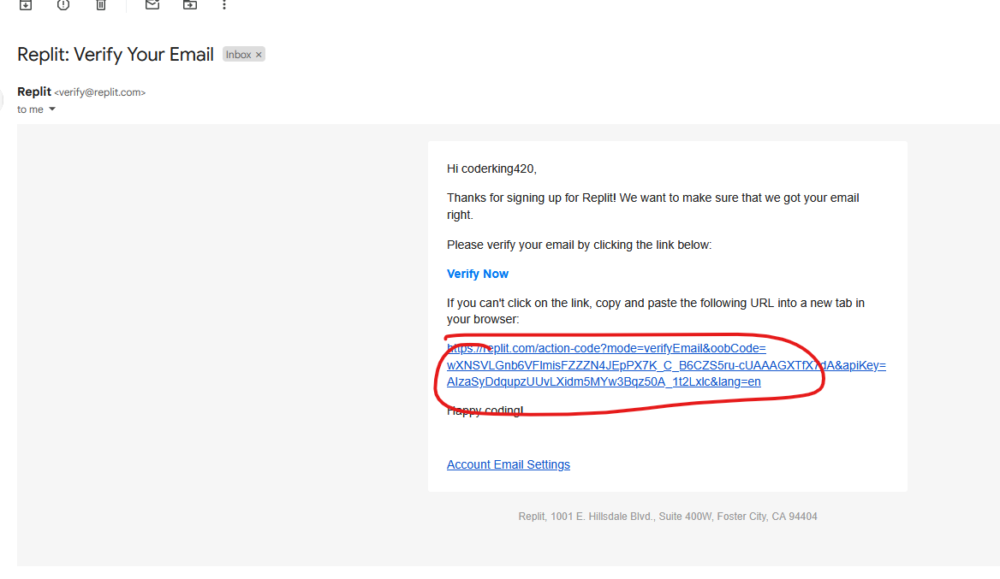 Replit: Verify Your Email Inbox ×
Replit <verify@replit.com>
to me
Hi coderking420,
Thanks for signing up for Replit! We want to make sure that we got your email
right.
Please verify your email by clicking the link below:
Verify Now
If you can't click on the link, copy and paste the following URL into a new tab in
your browser:
https://replit.com/action-code?mode=verifyEmail&oobCode=
wXNSVLGnb6VFImisFZZZN4JEpPX7K_C_B6CZS5ru-cUAAAGXTfX7dA&apiKey=
AIzaSyDdqupzUUvLXidm5MYw3Bqz50A_1t2Lxlc&lang=en
Happy coding!
Account Email Settings
Replit, 1001 E. Hillsdale Blvd., Suite 400W, Foster City, CA 94404